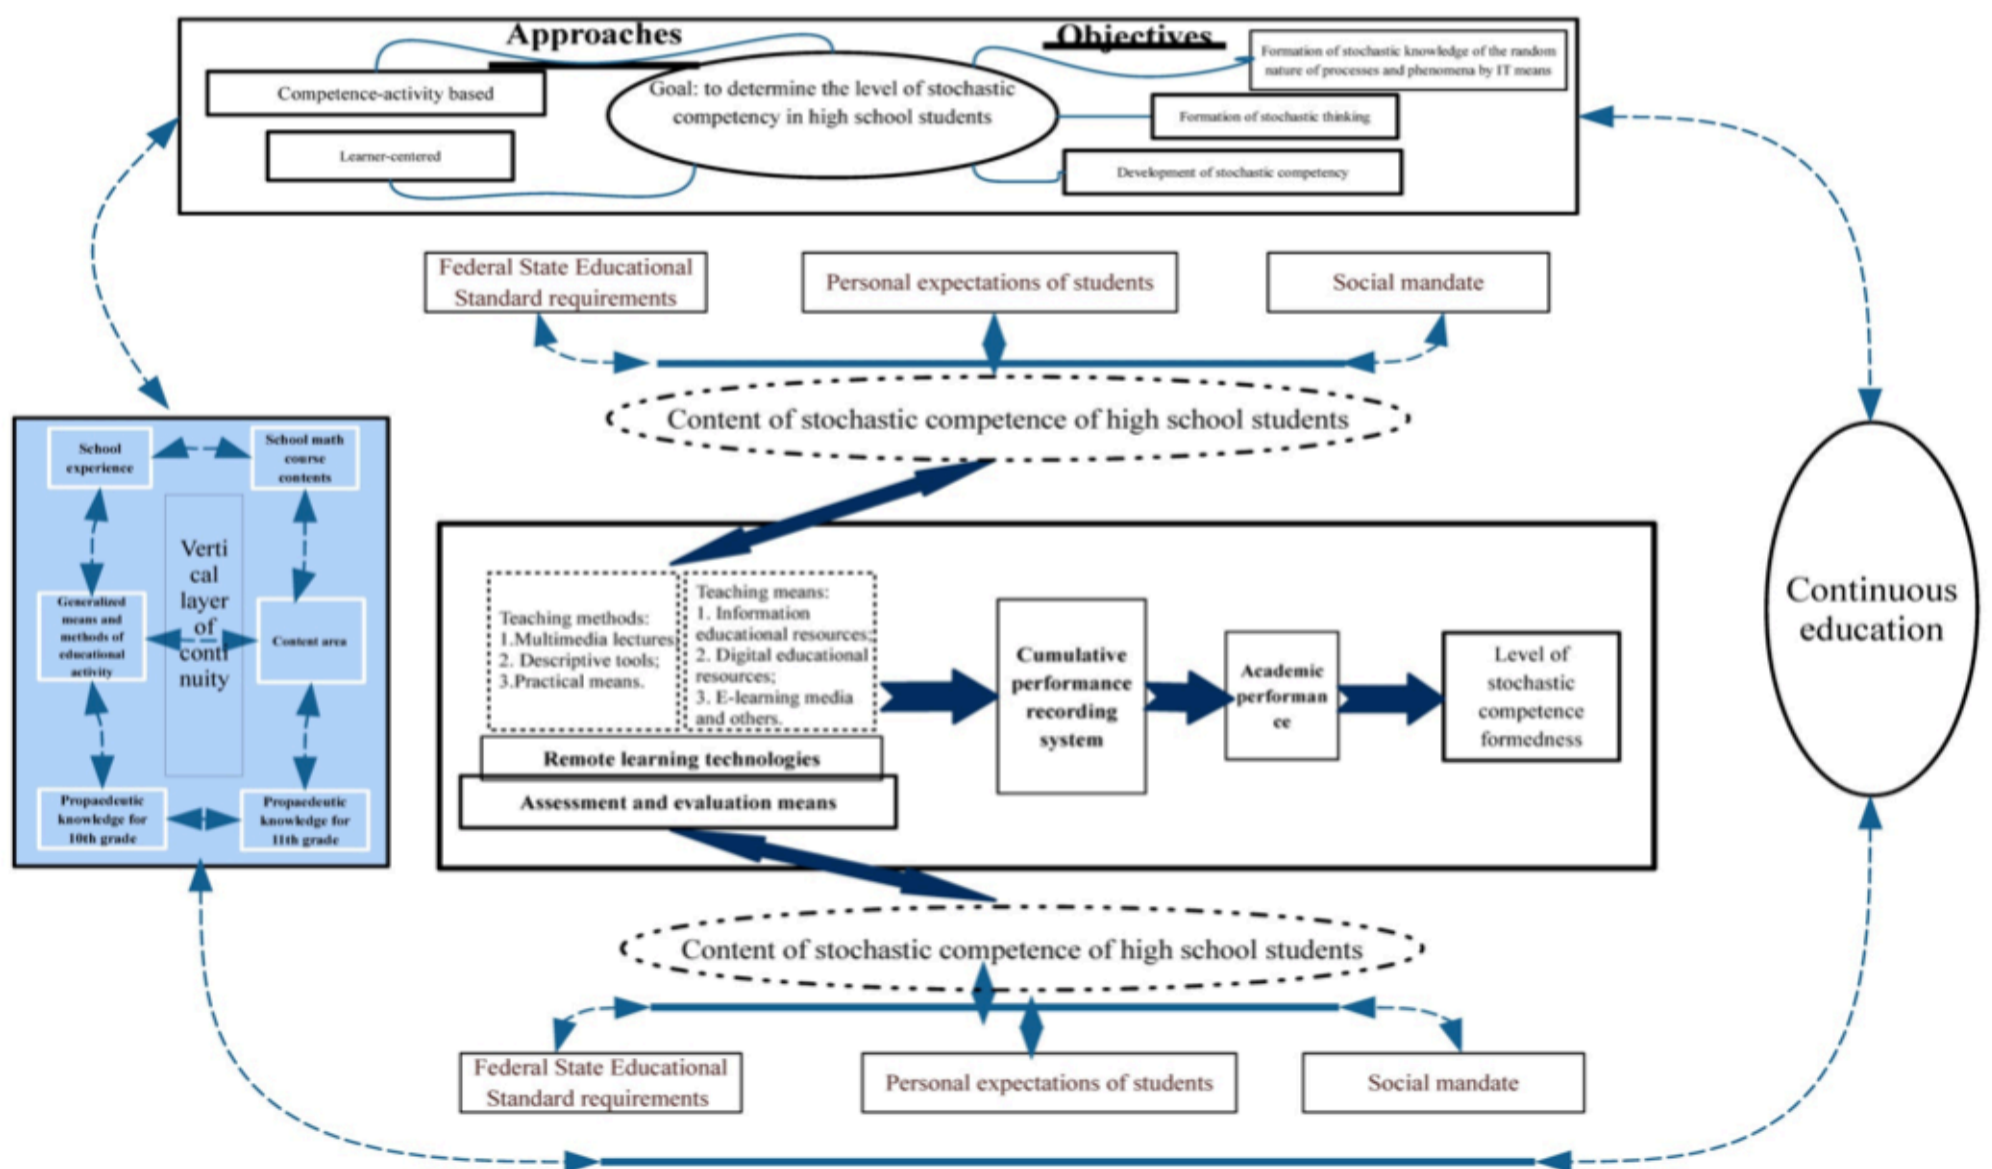 Approaches
Objectives
Competence-activity based
Learner-centered
Goal: to determine the level of stochastic
competency in high school students
Formation of stochastic knowledge of the random
nature of processes and phenomena by IT means
Formation of stochastic thinking
Development of stochastic competency
Federal State Educational
Standard requirements
Personal expectations of students
Social mandate
Content of stochastic competence of high school students
School
experience
School math
course
contents
Verti
cal
layer
of
conti
nuity
Generalized
means and
methods of
educational
activity
Content area
Propaedeutic
knowledge for
10th grade
Propaedeutic
knowledge for
11th grade
Teaching methods:
1.Multimedia lectures
2. Descriptive tools;
3.Practical means.
Teaching means:
1. Information
educational resources;
2. Digital educational
resources;
3. E-learning media
and others.
Remote learning technologies
Assessment and evaluation means
Cumulative
performance
recording
system
Academic
performan
ce
Level of
stochastic
competence
formedness
Continuous
education
Content of stochastic competence of high school students
Federal State Educational
Standard requirements
Personal expectations of students
Social mandate